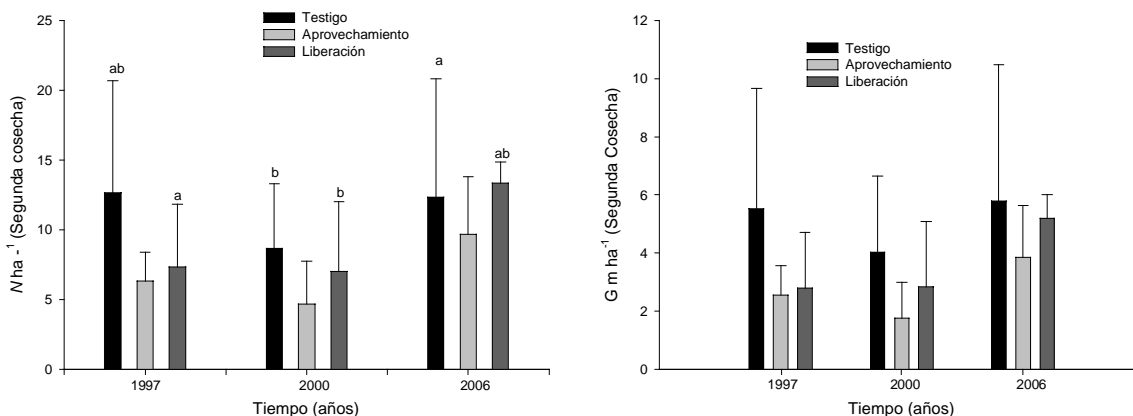 N ha -1 (Segunda cosecha)
25
20
15
10
5
0
Testigo
Aprovechamiento
Liberación
ab
a
b
b
a
ab
1997
2000
2006
Tiempo (años)
G m ha-1 (Segunda Cosecha)
12
10
8
6
4
2
0
Testigo
Aprovechamiento
Liberación
1997
2000
2006
Tiempo (años)